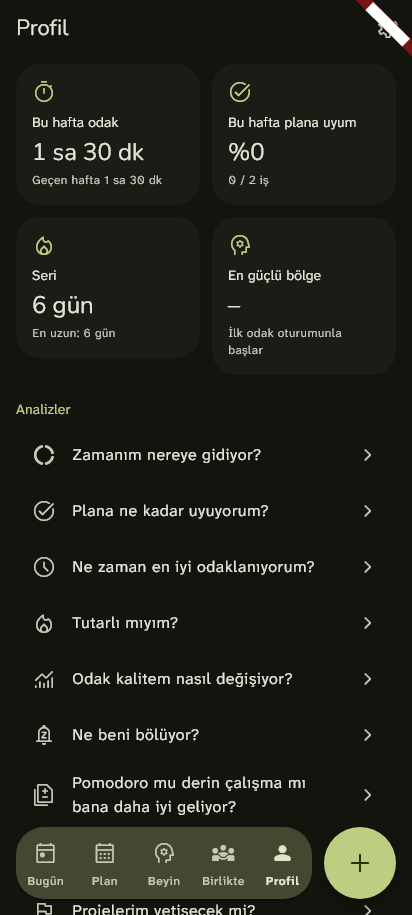 Profil
Bu hafta odak
1 sa 30 dk
Geçen hafta 1 sa 30 dk
Bu hafta plana uyum
%0
0 / 2 iş
Seri
6 gün
En uzun: 6 gün
En güçlü bölge
—
İlk odak oturumunla
başlar
Analizler
Zamanım nereye gidiyor?
Plana ne kadar uyuyorum?
Ne zaman en iyi odaklanıyorum?
Tutarlı mıyım?
Odak kalitem nasıl değişiyor?
Ne beni bölüyor?
Pomodoro mu derin çalışma mı
bana daha iyi geliyor?
Bugün
Plan
Beyin
Birlikte
Profil
Projelerim yetişecek mi?